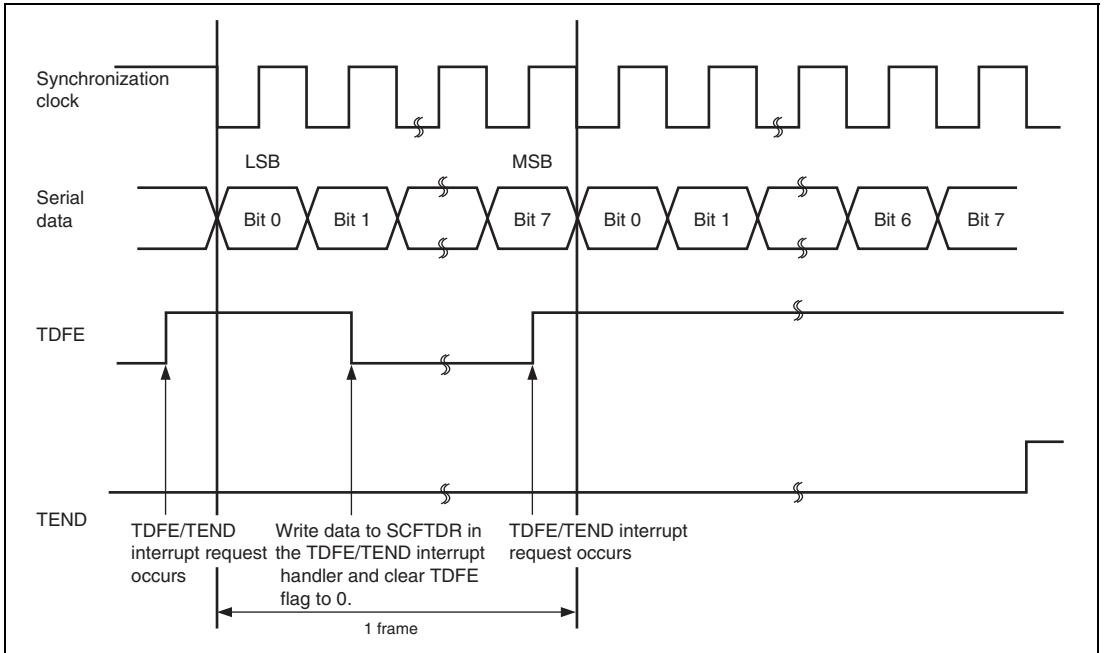 Synchronization
clock
LSB
MSB
Serial
data
Bit 0
Bit 1
Bit 7
Bit 0
Bit 1
Bit 6
Bit 7
TDFE
TEND
TDFE/TEND
interrupt request
occurs
Write data to SCFTDR in
the TDFE/TEND interrupt
handler and clear TDFE
flag to 0.
TDFE/TEND interrupt
request occurs
1 frame